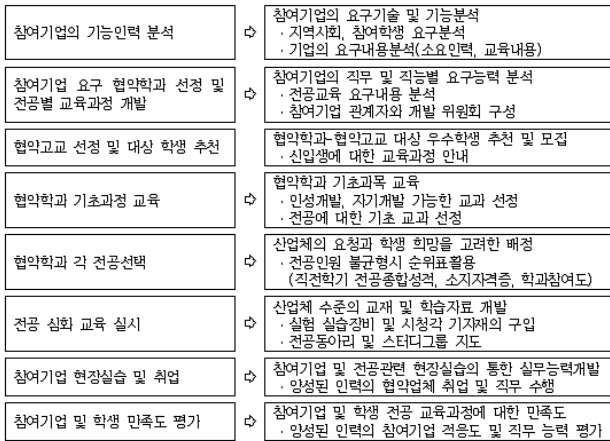 참여기업의 기능인력 분석
⇨
참여기업의 요구기술 및 기능분석
· 지역사회, 참여학생 요구분석
· 기업의 요구내용분석(소요인력, 교육내용)
참여기업 요구 협약학과 선정 및
전공별 교육과정 개발
⇨
참여기업의 직무 및 직능별 요구능력 분석
· 전공교육 요구내용 분석
· 참여기업 관계자와 개발 위원회 구성
협약고교 선정 및 대상 학생 추천
⇨
협약학과-협약고교 대상 우수학생 추천 및 모집
· 신입생에 대한 교육과정 안내
협약학과 기초과정 교육
⇨
협약학과 기초과목 교육
· 인성개발, 자기개발 가능한 교과 선정
· 전공에 대한 기초 교과 선정
협약학과 각 전공선택
⇨
산업체의 요청과 학생 희망을 고려한 배정
· 전공인원 불균형시 순위표활용
(직전학기 전공종합성적, 소지자격증, 학과참여도)
전공 심화 교육 실시
⇨
산업체 수준의 교재 및 학습자료 개발
· 실험 실습장비 및 시청각 기자재의 구입
· 전공동아리 및 스터디그룹 지도
참여기업 현장실습 및 취업
⇨
참여기업 및 전공관련 현장실습의 통한 실무능력개발
· 양성된 인력의 협약업체 취업 및 직무 수행
참여기업 및 학생 만족도 평가
⇨
참여기업 및 학생 전공 교육과정에 대한 만족도
· 양성된 인력의 참여기업 적응도 및 직무 능력 평가